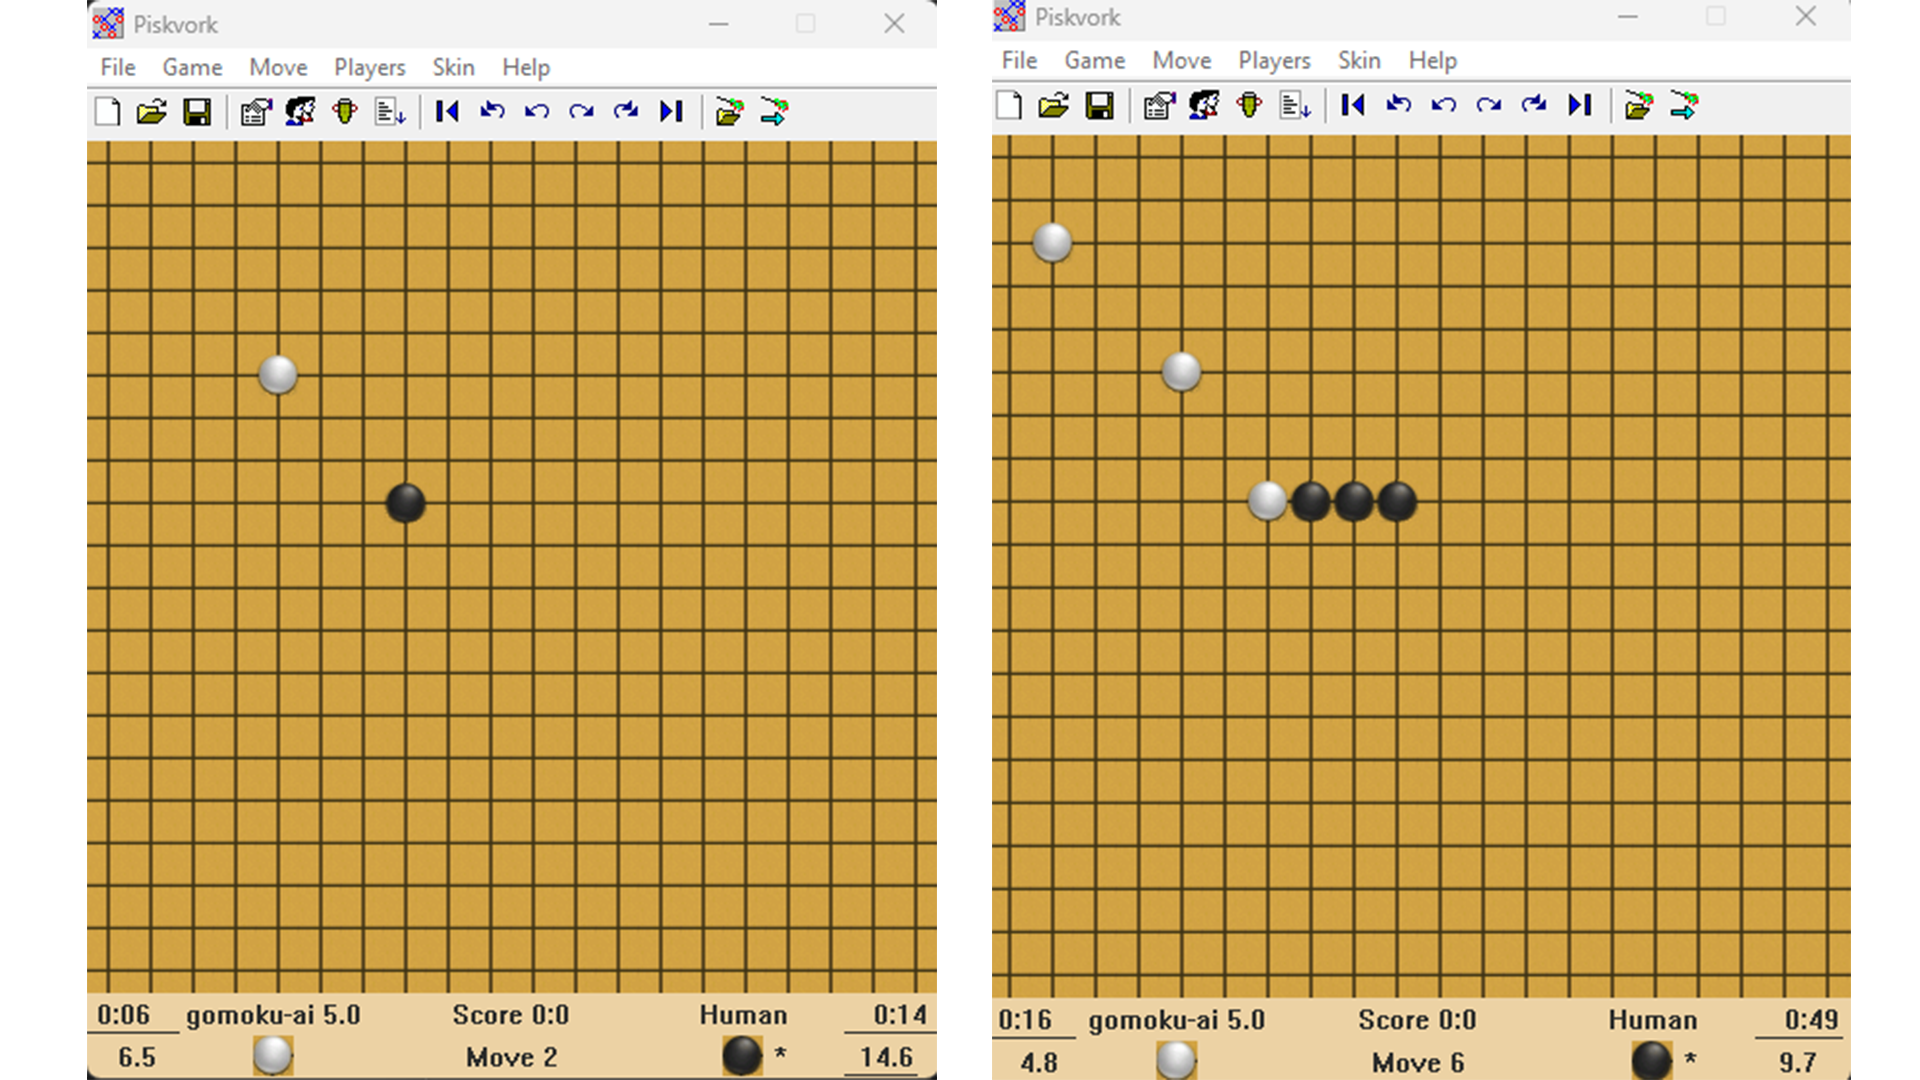 Piskvork
File Game Move Players Skin Help
0:06 gomoku-ai 5.0 Score 0:0 Human 0:14
6.5 Move 2 * 14.6
Piskvork
File Game Move Players Skin Help
0:16 gomoku-ai 5.0 Score 0:0 Human 0:49
4.8 Move 6 * 9.7